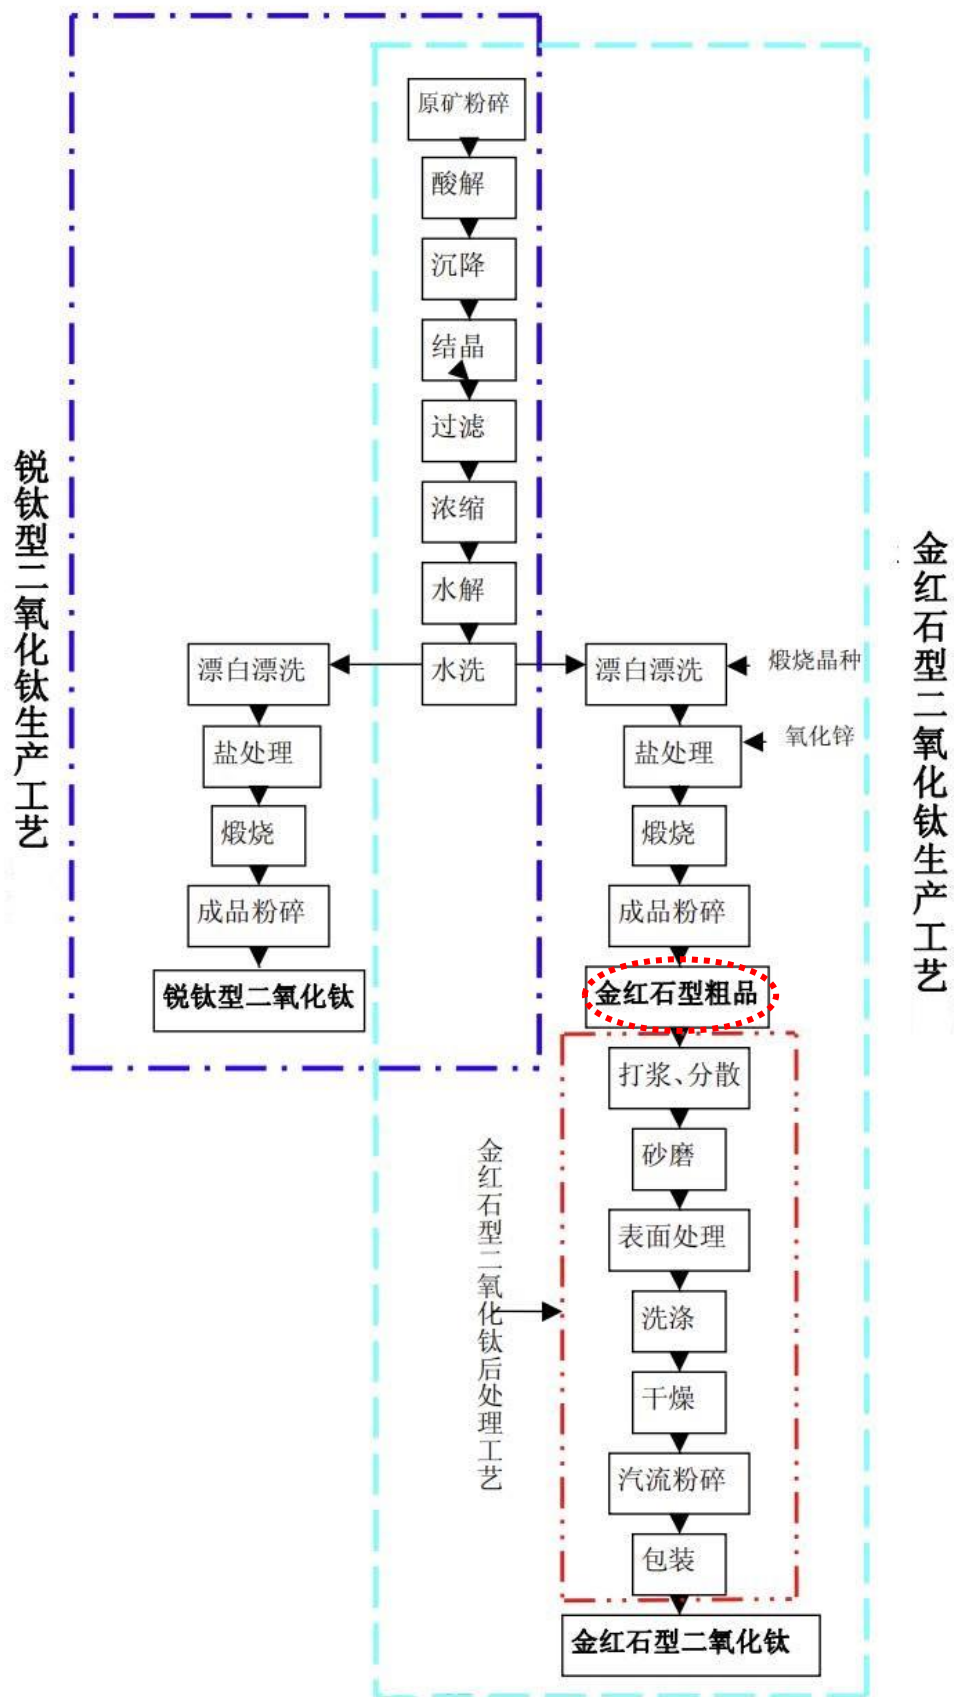 原矿粉碎
酸解
沉降
结晶
过滤
浓缩
水解
水洗
漂白漂洗
盐处理
煅烧
成品粉碎
锐钛型二氧化钛
锐钛型二氧化钛生产工艺
漂白漂洗
煅烧晶种
盐处理
氧化锌
煅烧
成品粉碎
金红石型粗品
打浆、分散
砂磨
表面处理
洗涤
干燥
汽流粉碎
包装
金红石型二氧化钛
金红石型二氧化钛后处理工艺
金红石型二氧化钛生产工艺